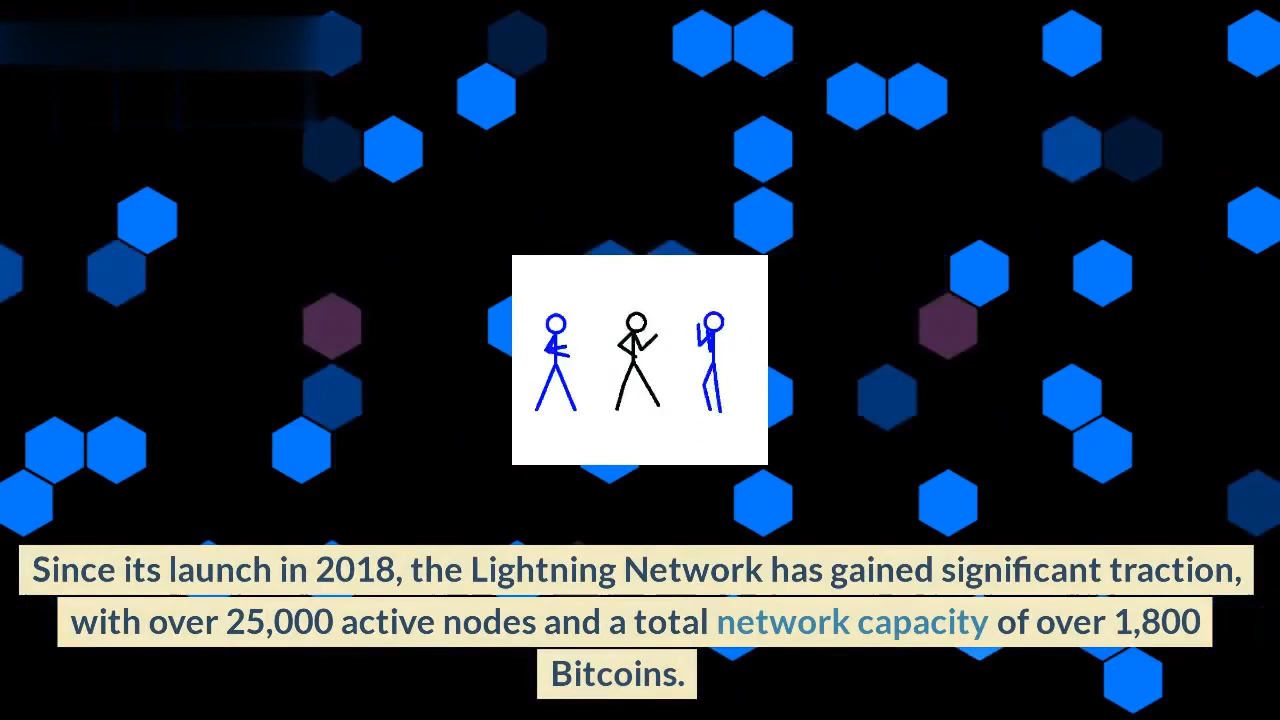 Since its launch in 2018, the Lightning Network has gained significant traction,
with over 25,000 active nodes and a total network capacity of over 1,800
Bitcoins.